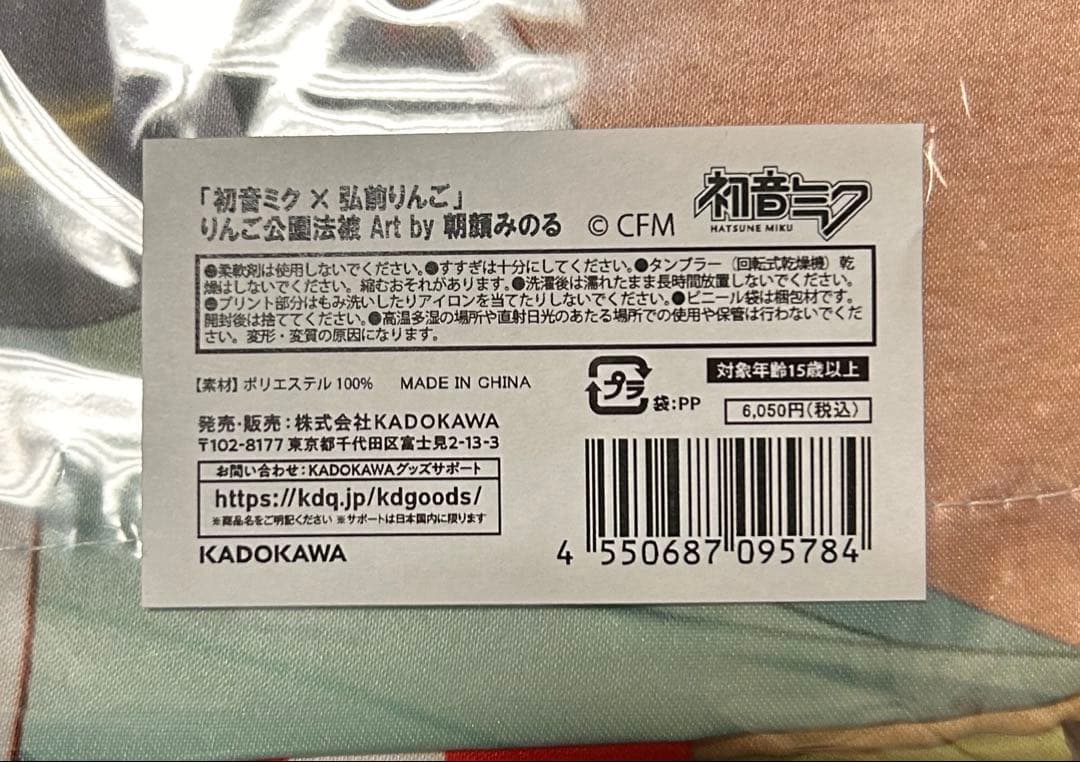 「初音ミク × 弘前りんご」
りんご公園法被 Art by 朝顔みのる
© CFM
初音ミク
HATSUNE MIKU
●柔軟剤は使用しないでください。●すすぎは十分にしてください。●タンブラー（回転式乾燥機）乾
燥はしないでください。縮むおそれがあります。●洗濯後は濡れたまま長時間放置しないでください。
●プリント部分はもみ洗いしたりアイロンを当てたりしないでください。●ビニール袋は梱包材です。
開封後は捨ててください。●高温多湿の場所や直射日光のあたる場所での使用や保管は行わないでくだ
さい。変形・変質の原因になります。
【素材】ポリエステル 100%　MADE IN CHINA
プラ
袋:PP
対象年齢15歳以上
6,050円(税込)
発売・販売：株式会社KADOKAWA
〒102-8177 東京都千代田区富士見2-13-3
お問い合わせ：KADOKAWAグッズサポート
https://kdq.jp/kdgoods/
※商品名をご明記ください ※サポートは日本国内に限ります
KADOKAWA
4 550687 095784